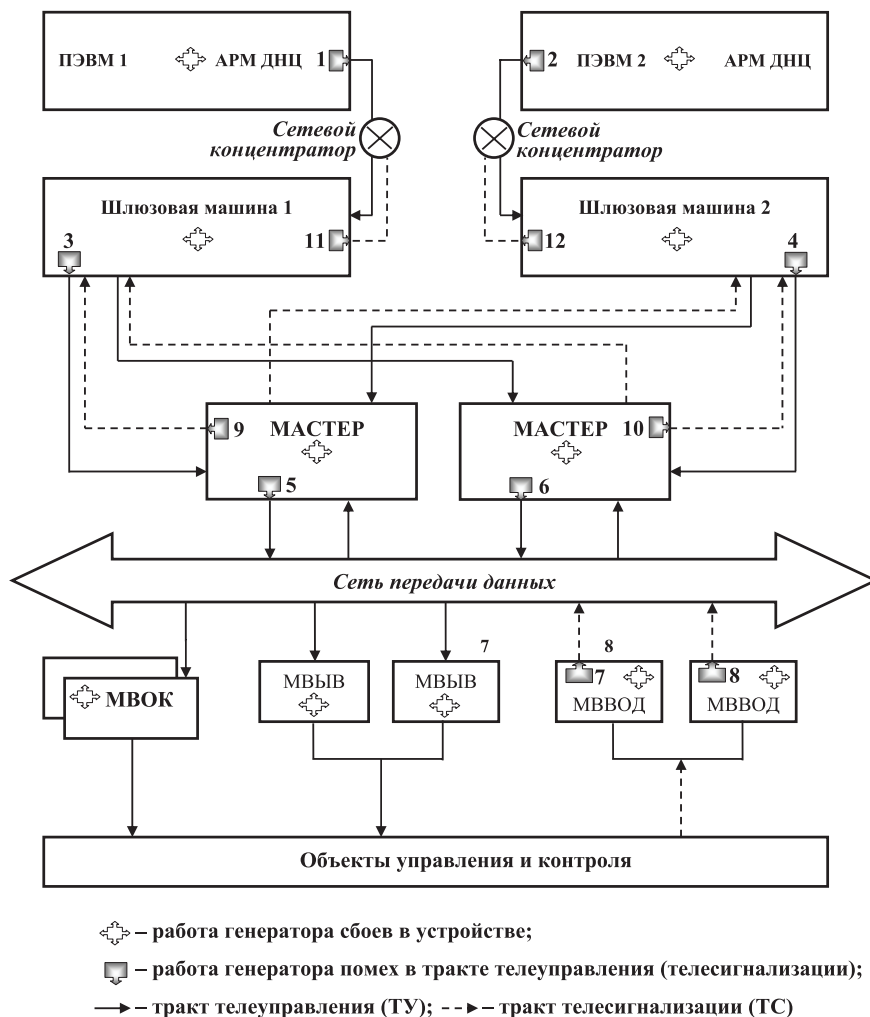 ПЭВМ 1 АРМ ДНЦ 1
2 ПЭВМ 2 АРМ ДНЦ
Сетевой
концентратор
Сетевой
концентратор
Шлюзовая машина 1
3 11
Шлюзовая машина 2
12 4
9 МАСТЕР
5
МАСТЕР 10
6
Сеть передачи данных
МВОК
МВЫВ
7
МВЫВ
8
7
МВВОД
8
МВВОД
Объекты управления и контроля
– работа генератора сбоев в устройстве;
– работа генератора помех в тракте телеуправления (телесигнализации);
– тракт телеуправления (ТУ); – тракт телесигнализации (ТС)